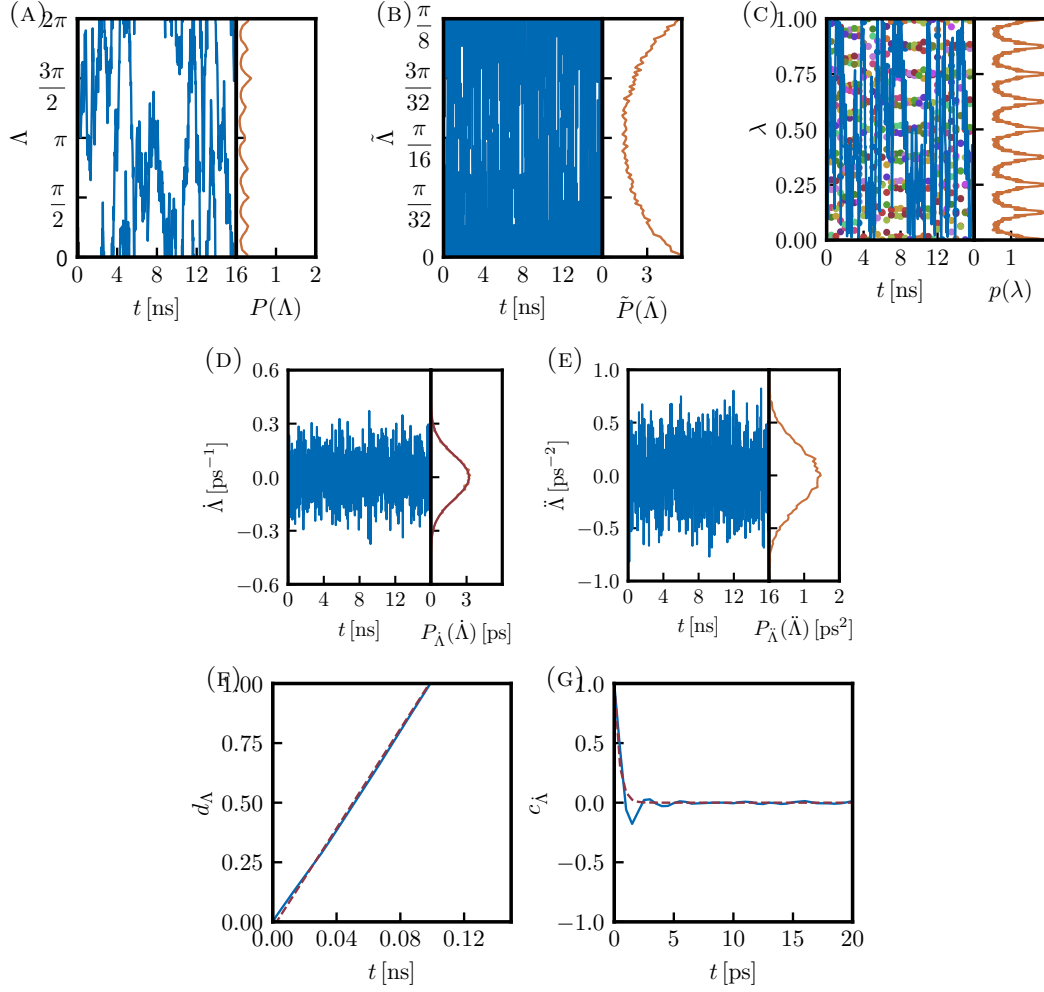 (A)
2π
3π/2
π
π/2
0
Λ
0 4 8 12 16
t [ns]
0 1 2
P(Λ)
(B)
π/8
3π/32
π/16
π/32
0
Λ̃
0 4 8 12
t [ns]
0 3
P̃(Λ̃)
(C)
1.00
0.75
0.50
0.25
0.00
λ
0 4 8 12 16
t [ns]
0 1
p(λ)
(D)
0.6
0.3
0.0
−0.3
−0.6
Λ̇ [ps⁻¹]
0 4 8 12
t [ns]
0 3
P_Λ̇(Λ̇) [ps]
(E)
1.0
0.5
0.0
−0.5
−1.0
Λ̈ [ps⁻²]
0 4 8 12 16
t [ns]
1 2
P_Λ̈(Λ̈) [ps²]
(F)
1.00
0.75
0.50
0.25
0.00
d_Λ
0.00 0.04 0.08 0.12
t [ns]
(G)
1.0
0.5
0.0
−0.5
−1.0
c_Λ̇
0 5 10 15 20
t [ps]